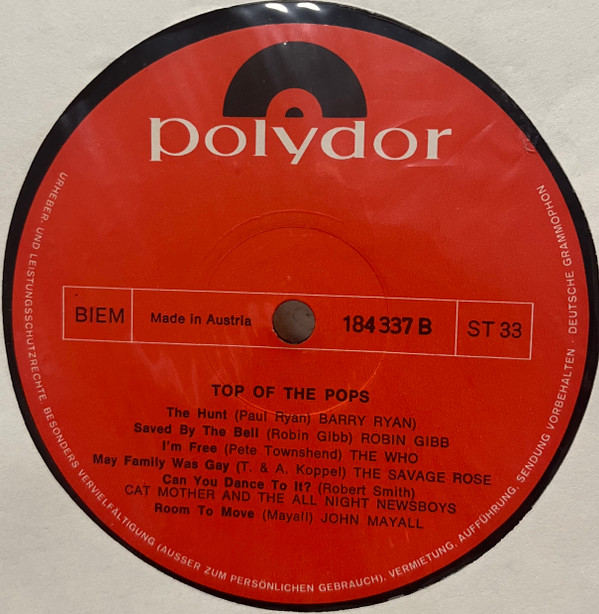 polydor
BIEM
Made in Austria
184 337 B
ST 33
TOP OF THE POPS
The Hunt (Paul Ryan) BARRY RYAN)
Saved By The Bell (Robin Gibb) ROBIN GIBB
I'm Free (Pete Townshend) THE WHO
May Family Was Gay (T. & A. Koppel) THE SAVAGE ROSE
Can You Dance To It? (Robert Smith)
CAT MOTHER AND THE ALL NIGHT NEWSBOYS
Room To Move (Mayall) JOHN MAYALL
URHEBER- UND LEISTUNGSSCHUTZRECHTE, BESONDERS VERVIELFÄLTIGUNG (AUSSER ZUM PERSÖNLICHEN GEBRAUCH), VERMIETUNG, AUFFÜHRUNG, SENDUNG VORBEHALTEN · DEUTSCHE GRAMMOPHON